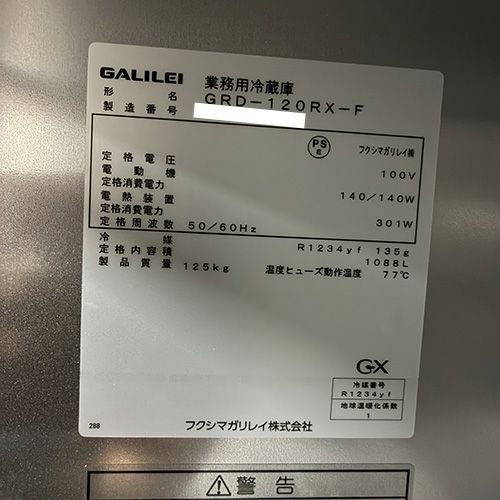 GALILEI 業務用冷蔵庫
形名 GRD-120RX-F
製造番号
PS E フクシマガリレイ㈱
定格電圧 100V
電動機
定格消費電力 140/140W
電熱装置
定格消費電力 301W
定格周波数 50/60Hz
冷媒 R1234yf 135g
定格内容積 1088L
製品質量 125kg 温度ヒューズ動作温度 77℃
GX
冷媒番号
R1234yf
地球温暖化係数
1
288 フクシマガリレイ株式会社
⚠警告